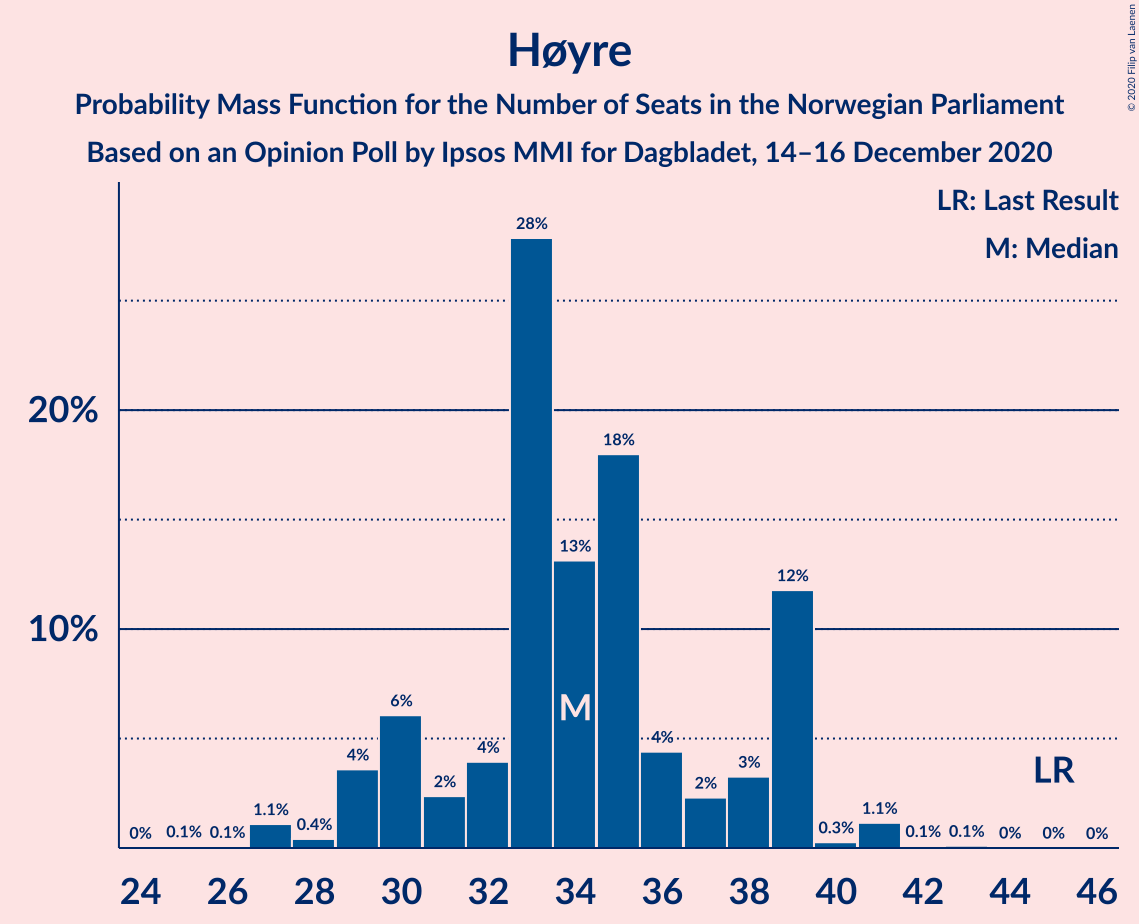 Høyre
Probability Mass Function for the Number of Seats in the Norwegian Parliament
Based on an Opinion Poll by Ipsos MMI for Dagbladet, 14–16 December 2020
© 2020 Filip van Laenen
LR: Last Result
M: Median
20%
10%
0%
0.1%
0.1%
1.1%
0.4%
4%
6%
2%
4%
28%
13%
18%
4%
2%
3%
12%
0.3%
1.1%
0.1%
0.1%
0%
0%
0%
M
LR
24 26 28 30 32 34 36 38 40 42 44 46